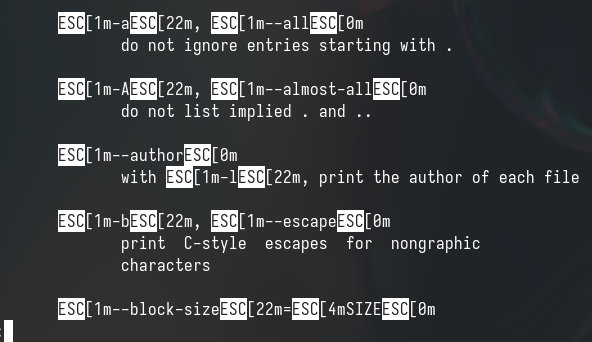 ESC[1m-aESC[22m, ESC[1m--allESC[0m
do not ignore entries starting with .
ESC[1m-AESC[22m, ESC[1m--almost-allESC[0m
do not list implied . and ..
ESC[1m--authorESC[0m
with ESC[1m-lESC[22m, print the author of each file
ESC[1m-bESC[22m, ESC[1m--escapeESC[0m
print  C-style  escapes  for  nongraphic
characters
ESC[1m--block-sizeESC[22m=ESC[4mSIZEESC[0m
: